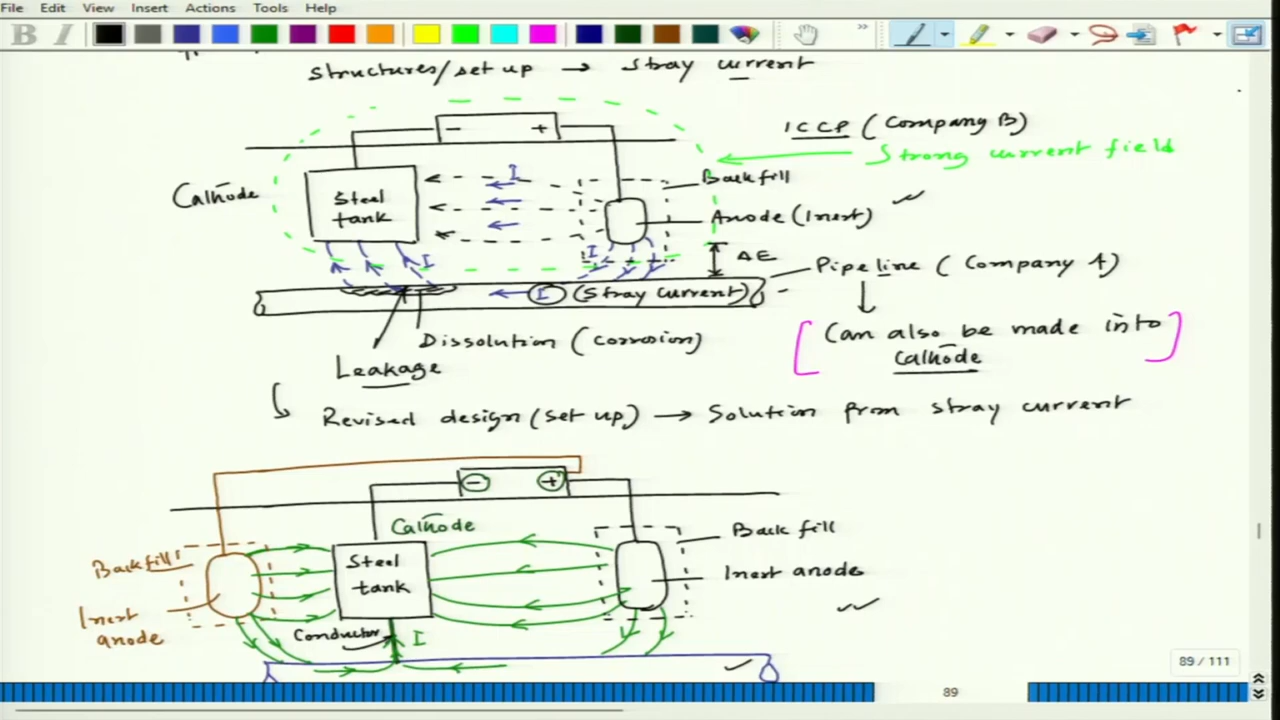 File Edit View Insert Actions Tools Help
B I
Structures/set up → Stray current
- +
ICCP (Company B)
Strong current field
Cathode
Steel
tank
I
Backfill
Anode (Inert)
I
I
ΔE
Pipeline (Company A)
I (Stray current)
Dissolution (corrosion)
Leakage
[Can also be made into
Cathode]
Revised design (set up) → Solution from stray current
- +
Cathode
Back fill
Backfill
Steel
tank
Inert anode
Inert
anode
Conductor
I
89 / 111
89